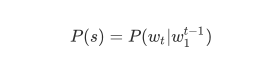 $P(s) = P(w_t | w_1^{t-1})$